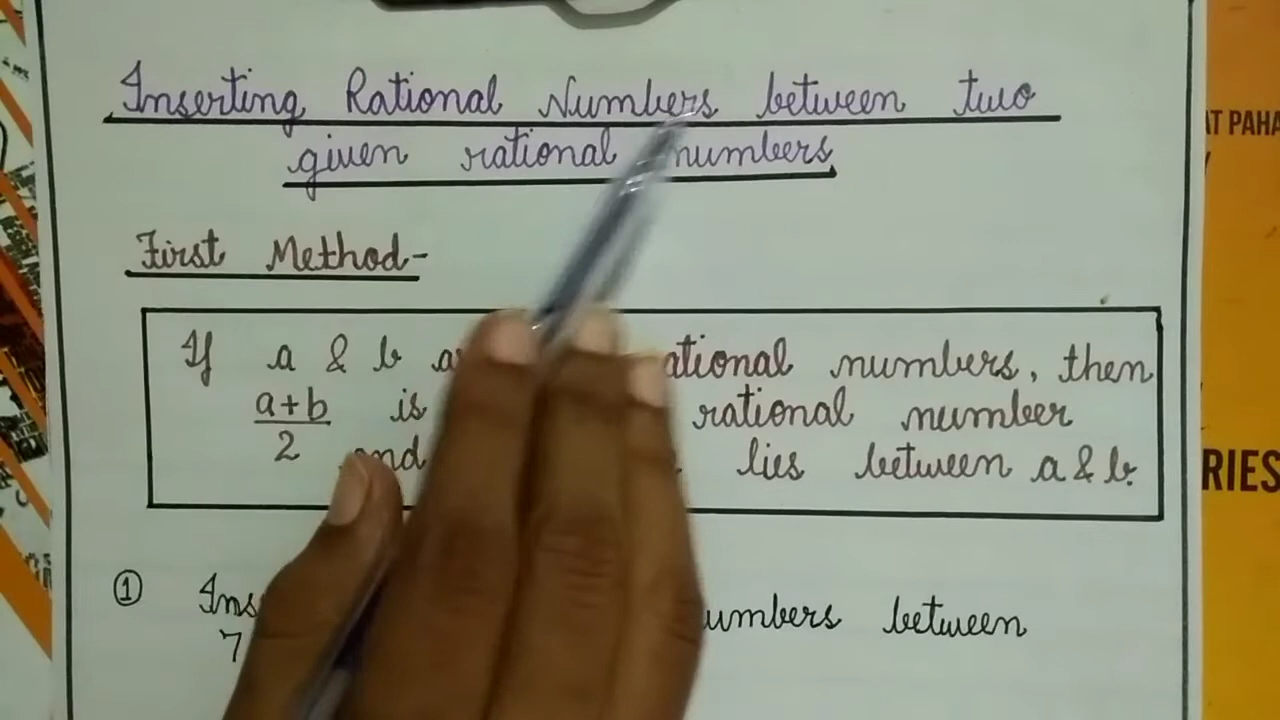 Inserting Rational Numbers between two
given rational numbers
First Method-
If a & b ational numbers, then
a+b is rational number
2 and lies between a & b.
① Ins umbers between
7
AT PAHA
RIES